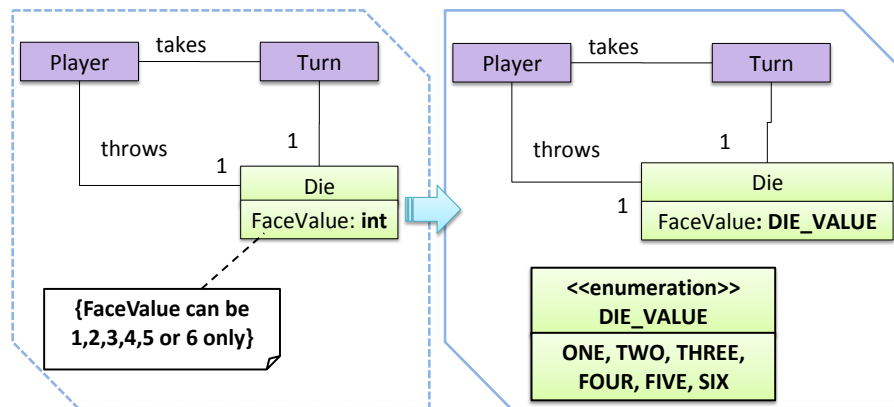 takes
Player
Turn
throws
1
1
Die
FaceValue: int
{FaceValue can be
1,2,3,4,5 or 6 only}
takes
Player
Turn
throws
1
1
Die
FaceValue: DIE_VALUE
<<enumeration>>
DIE_VALUE
ONE, TWO, THREE,
FOUR, FIVE, SIX